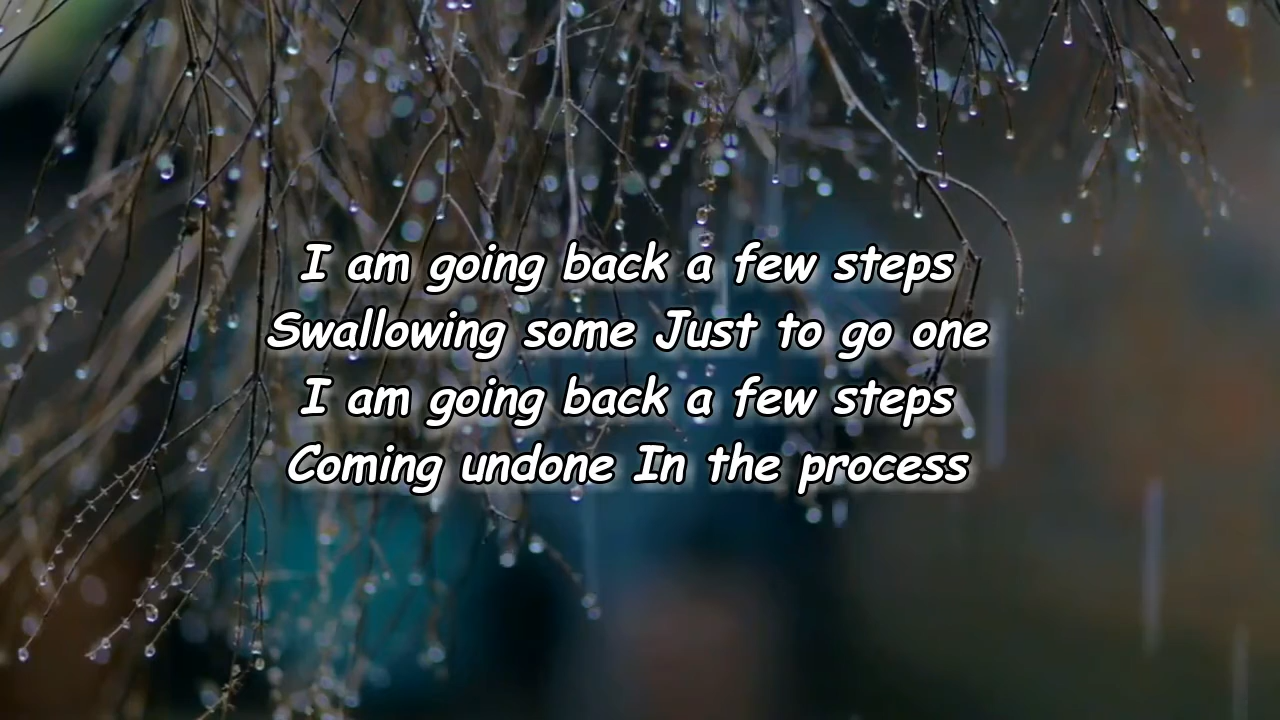 I am going back a few steps
Swallowing some Just to go one
I am going back a few steps
Coming undone In the process